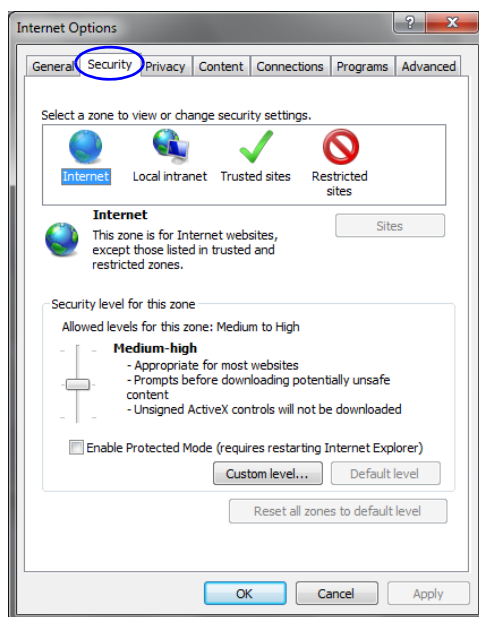 Internet Options
General Security Privacy Content Connections Programs Advanced
Select a zone to view or change security settings.
Internet Local intranet Trusted sites Restricted
sites
Internet
Sites
This zone is for Internet websites,
except those listed in trusted and
restricted zones.
Security level for this zone
Allowed levels for this zone: Medium to High
Medium-high
- Appropriate for most websites
- Prompts before downloading potentially unsafe
content
- Unsigned ActiveX controls will not be downloaded
Enable Protected Mode (requires restarting Internet Explorer)
Custom level... Default level
Reset all zones to default level
OK Cancel Apply